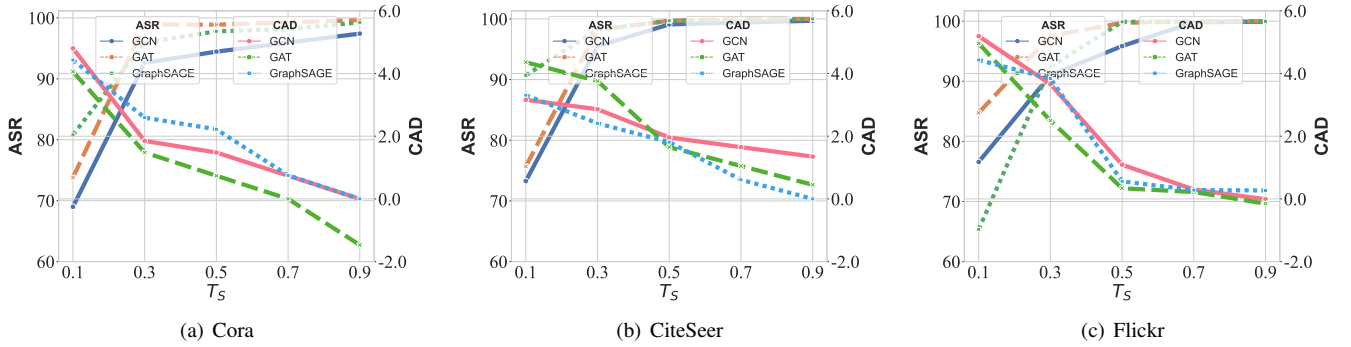 ASR CAD
GCN GCN
GAT GAT
GraphSAGE GraphSAGE
100
90
80
70
60
ASR
6.0
4.0
2.0
0.0
-2.0
CAD
0.1 0.3 0.5 0.7 0.9
T_S
(a) Cora
ASR CAD
GCN GCN
GAT GAT
GraphSAGE GraphSAGE
100
90
80
70
60
ASR
6.0
4.0
2.0
0.0
-2.0
CAD
0.1 0.3 0.5 0.7 0.9
T_S
(b) CiteSeer
ASR CAD
GCN GCN
GAT GAT
GraphSAGE GraphSAGE
100
90
80
70
60
ASR
6.0
4.0
2.0
0.0
-2.0
CAD
0.1 0.3 0.5 0.7 0.9
T_S
(c) Flickr